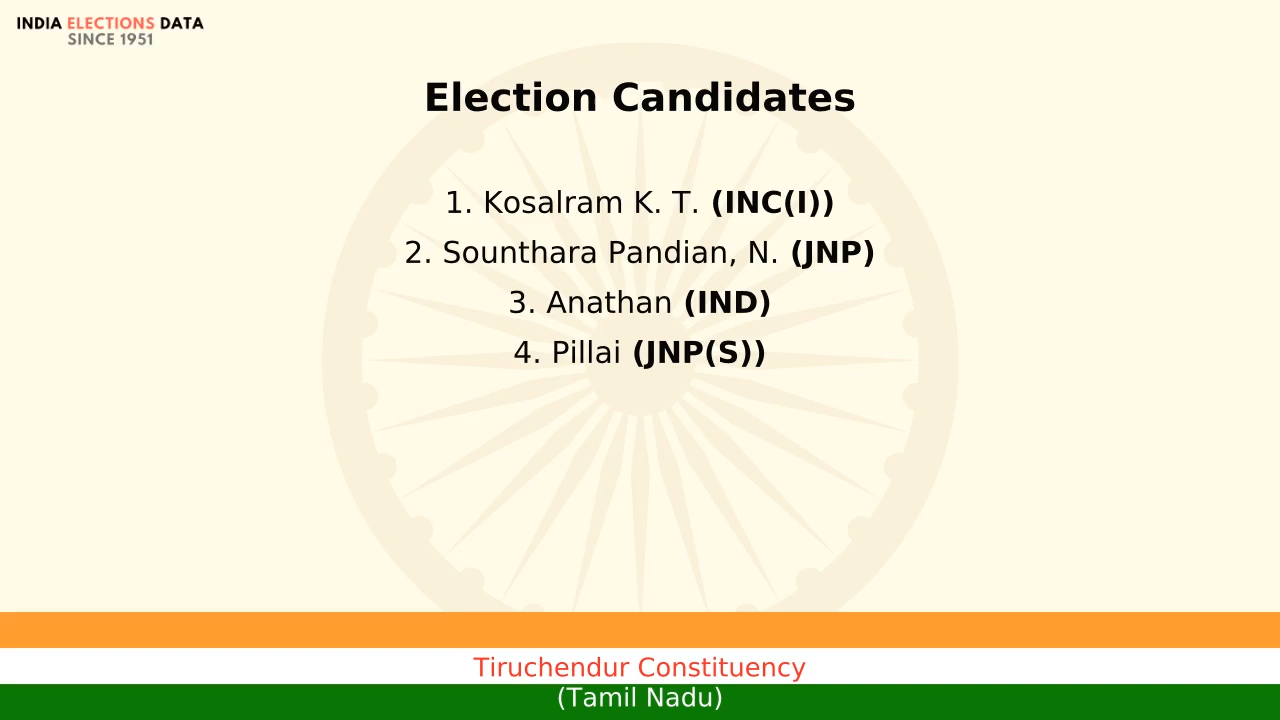 INDIA ELECTIONS DATA
SINCE 1951
Election Candidates
1. Kosalram K. T. (INC(I))
2. Sounthara Pandian, N. (JNP)
3. Anathan (IND)
4. Pillai (JNP(S))
Tiruchendur Constituency
(Tamil Nadu)